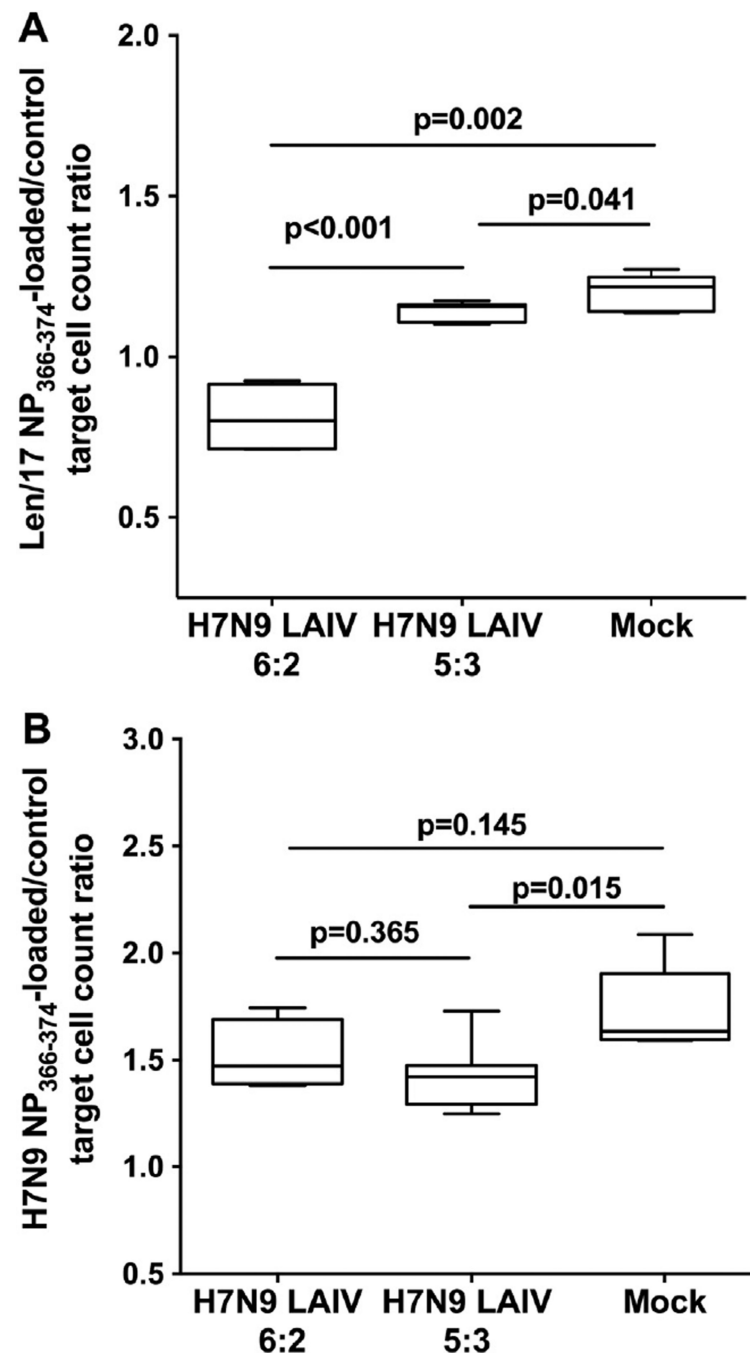 A
Len/17 NP366-374-loaded/control
target cell count ratio
2.0
1.5
1.0
0.5
p=0.002
p=0.041
p<0.001
H7N9 LAIV
6:2
H7N9 LAIV
5:3
Mock
B
H7N9 NP366-374-loaded/control
target cell count ratio
3.0
2.5
2.0
1.5
1.0
0.5
p=0.145
p=0.015
p=0.365
H7N9 LAIV
6:2
H7N9 LAIV
5:3
Mock